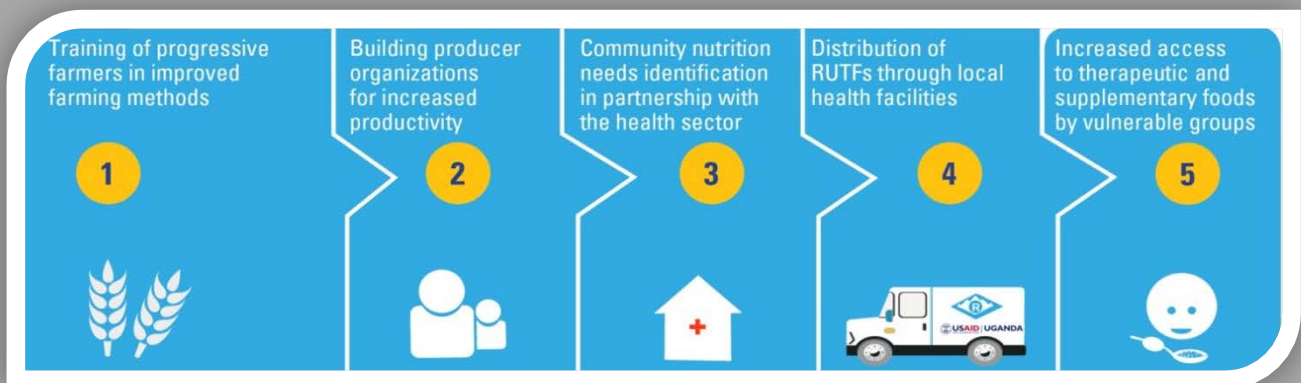 Training of progressive
farmers in improved
farming methods
1
Building producer
organizations
for increased
productivity
2
Community nutrition
needs identification
in partnership with
the health sector
3
Distribution of
RUTFs through local
health facilities
4
R
USAID | UGANDA
Increased access
to therapeutic and
supplementary foods
by vulnerable groups
5